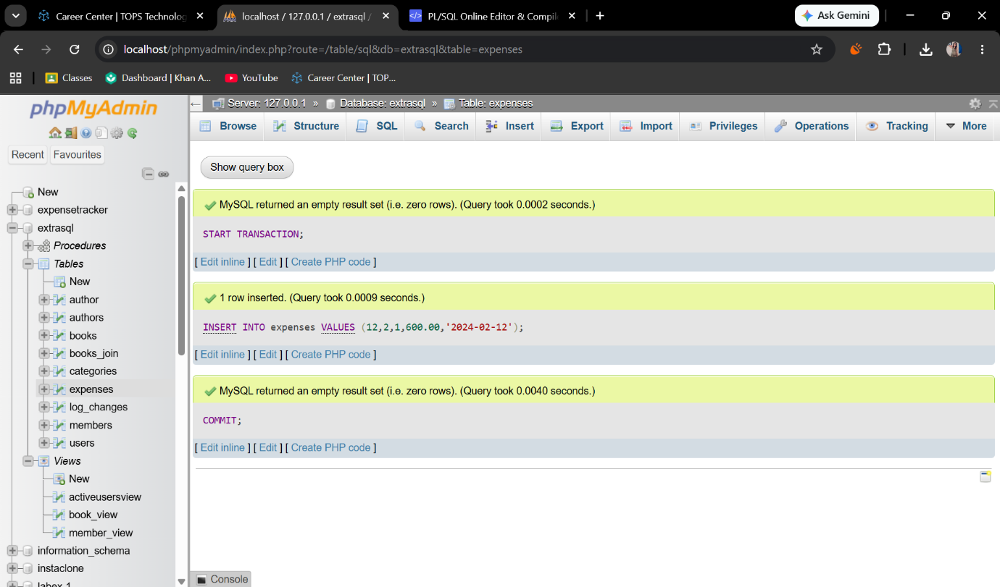 Career Center | TOPS Technolog
localhost / 127.0.0.1 / extrasql /
PL/SQL Online Editor & Compil
Ask Gemini
localhost/phpmyadmin/index.php?route=/table/sql&db=extrasql&table=expenses
Classes
Dashboard | Khan A...
YouTube
Career Center | TOP...
phpMyAdmin
Recent
Favourites
New
expensetracker
extrasql
Procedures
Tables
New
author
authors
books
books_join
categories
expenses
log_changes
members
users
Views
New
activeusersview
book_view
member_view
information_schema
instaclone
labex_1
Server: 127.0.0.1 » Database: extrasql » Table: expenses
Browse Structure SQL Search Insert Export Import Privileges Operations Tracking More
Show query box
MySQL returned an empty result set (i.e. zero rows). (Query took 0.0002 seconds.)
START TRANSACTION;
[ Edit inline ] [ Edit ] [ Create PHP code ]
1 row inserted. (Query took 0.0009 seconds.)
INSERT INTO expenses VALUES (12,2,1,600.00,'2024-02-12');
[ Edit inline ] [ Edit ] [ Create PHP code ]
MySQL returned an empty result set (i.e. zero rows). (Query took 0.0040 seconds.)
COMMIT;
[ Edit inline ] [ Edit ] [ Create PHP code ]
Console